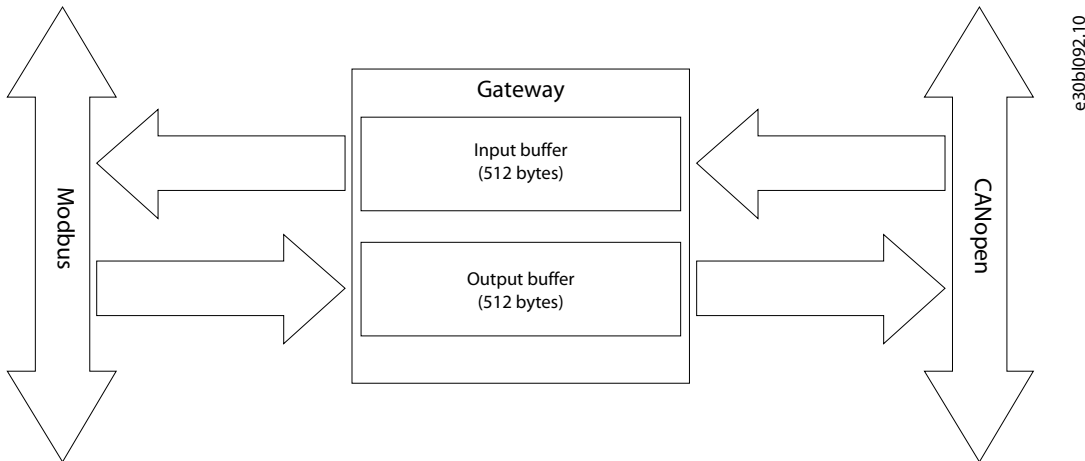 Gateway
Input buffer
(512 bytes)
Output buffer
(512 bytes)
Modbus
CANopen
e30bl092.10